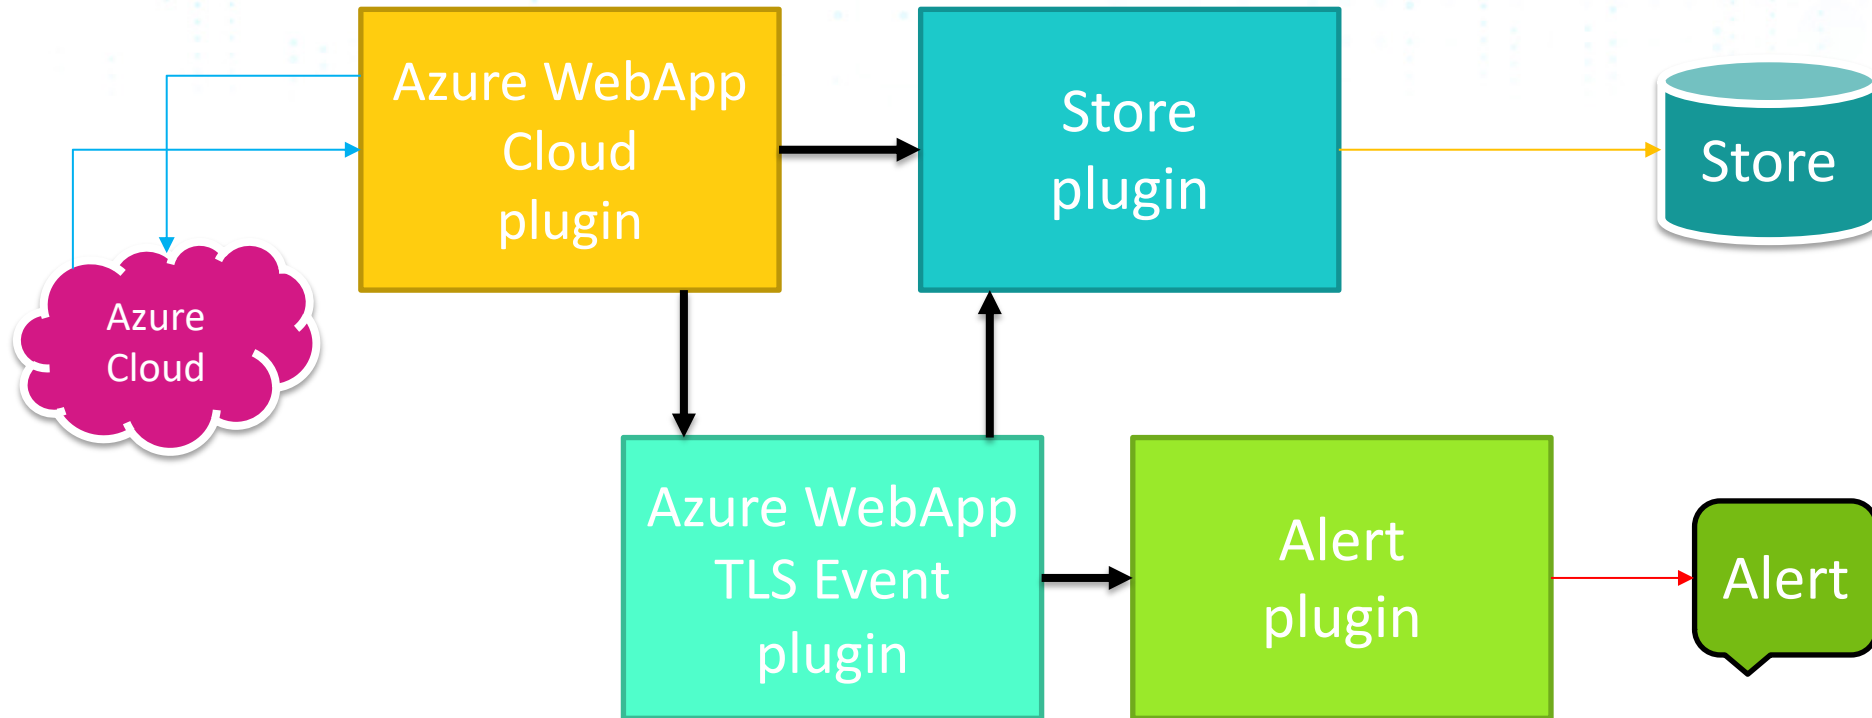 Azure WebApp
Cloud
plugin
Store
plugin
Store
Azure
Cloud
Azure WebApp
TLS Event
plugin
Alert
plugin
Alert